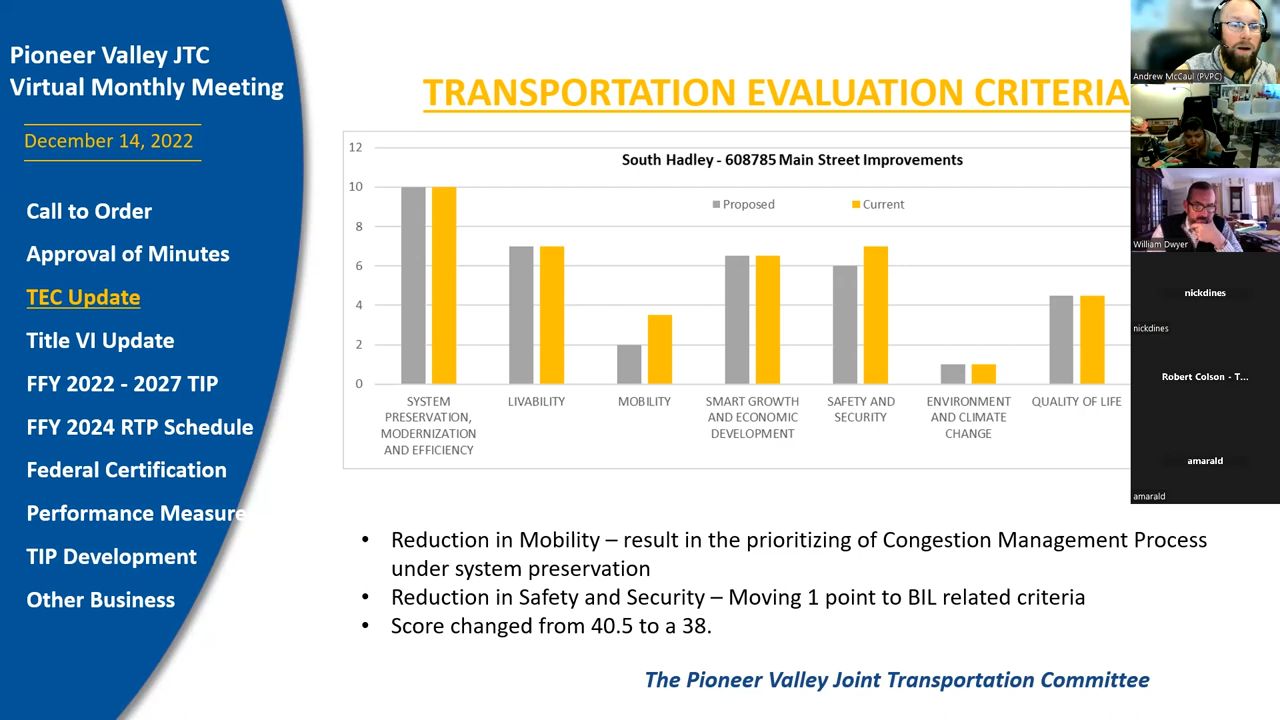 Pioneer Valley JTC
Virtual Monthly Meeting
December 14, 2022
Call to Order
Approval of Minutes
TEC Update
Title VI Update
FFY 2022 - 2027 TIP
FFY 2024 RTP Schedule
Federal Certification
Performance Measure
TIP Development
Other Business
TRANSPORTATION EVALUATION CRITERIA
South Hadley - 608785 Main Street Improvements
Proposed
Current
12
10
8
6
4
2
0
SYSTEM
PRESERVATION,
MODERNIZATION
AND EFFICIENCY
LIVABILITY
MOBILITY
SMART GROWTH
AND ECONOMIC
DEVELOPMENT
SAFETY AND
SECURITY
ENVIRONMENT
AND CLIMATE
CHANGE
QUALITY OF LIFE
• Reduction in Mobility – result in the prioritizing of Congestion Management Process
under system preservation
• Reduction in Safety and Security – Moving 1 point to BIL related criteria
• Score changed from 40.5 to a 38.
The Pioneer Valley Joint Transportation Committee
Andrew McCaul (PVPC)
William Dwyer
nickdines
nickdines
Robert Colson - T...
amarald
amarald